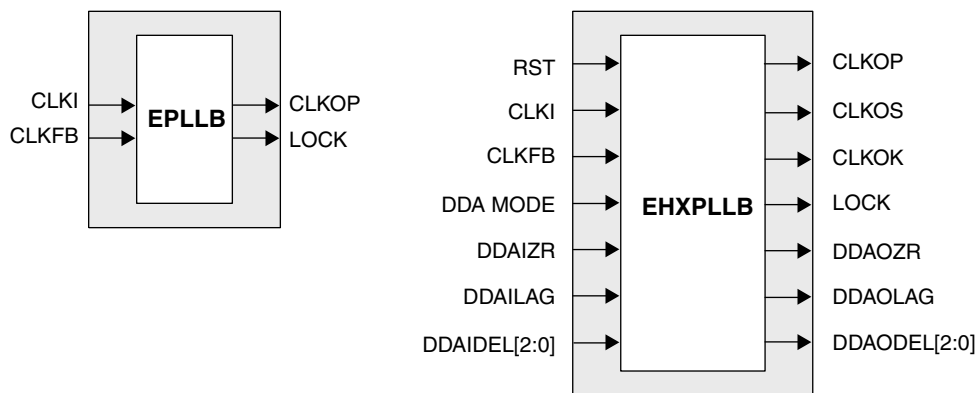 CLKI
CLKFB
EPLLB
CLKOP
LOCK
RST
CLKI
CLKFB
DDA MODE
DDAIZR
DDAILAG
DDAIDEL[2:0]
EHXPLLB
CLKOP
CLKOS
CLKOK
LOCK
DDAOZR
DDAOLAG
DDAODEL[2:0]